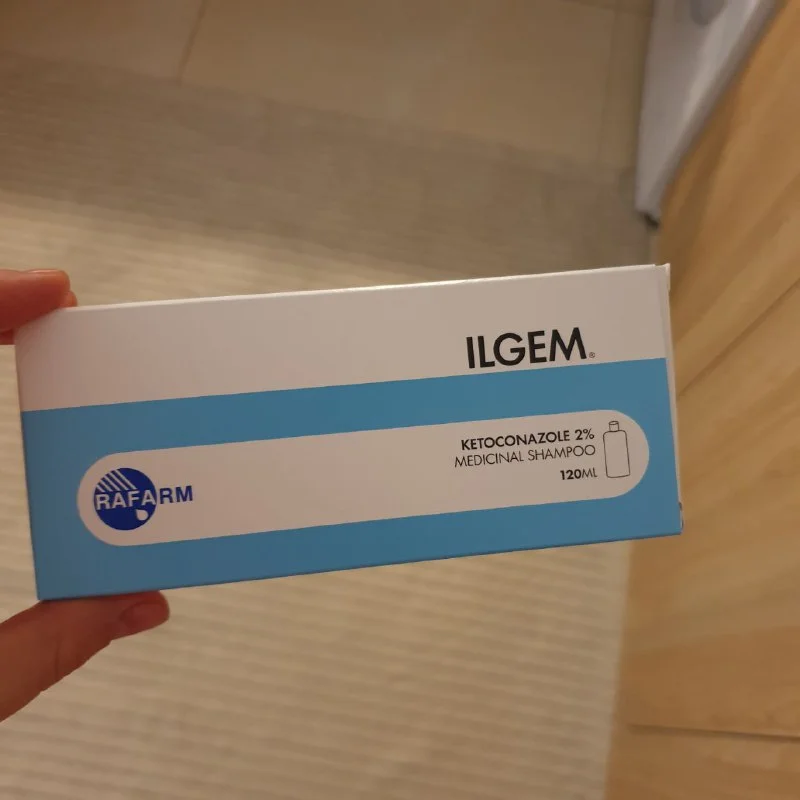 ILGEM®
KETOCONAZOLE 2%
MEDICINAL SHAMPOO
120ML
RAFARM